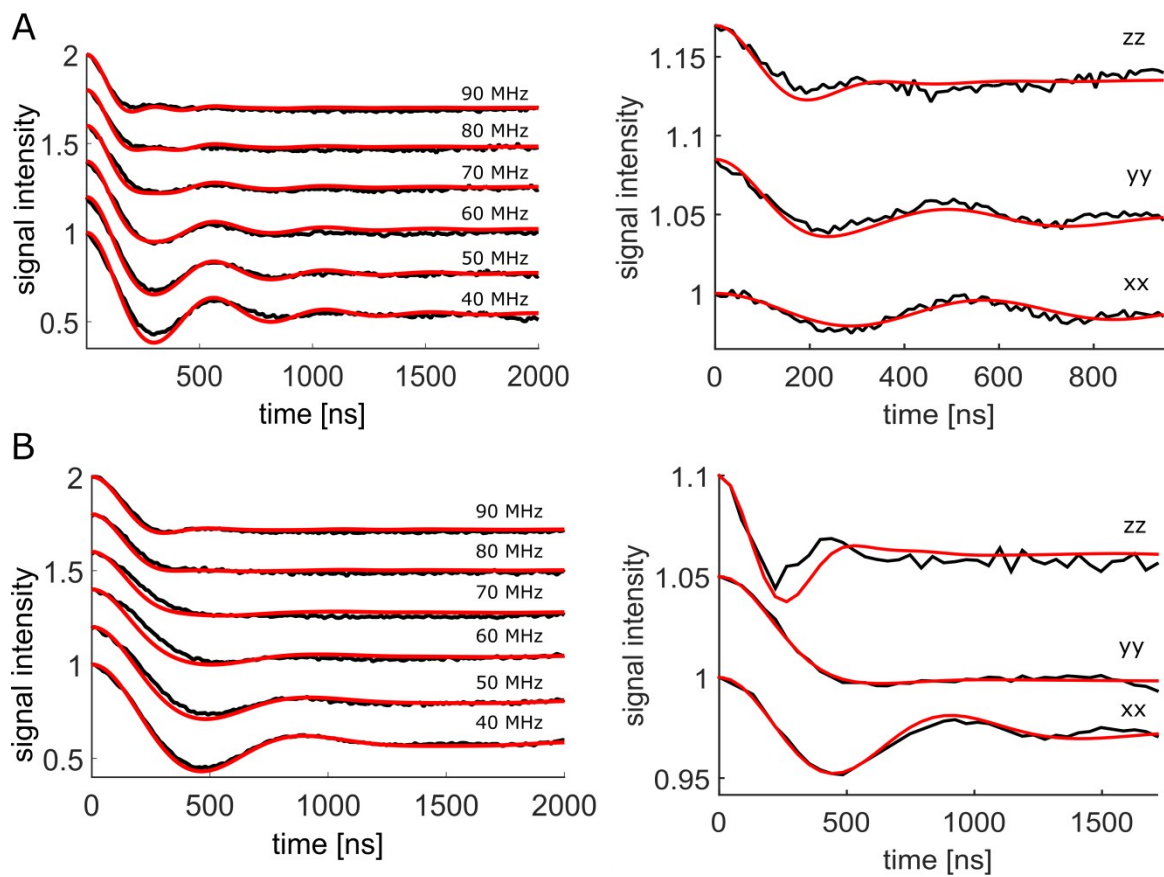 A
signal intensity
2
1.5
1
0.5
90 MHz
80 MHz
70 MHz
60 MHz
50 MHz
40 MHz
500
1000
1500
2000
time [ns]
signal intensity
1.15
1.05
1
zz
yy
xx
0
200
400
600
800
time [ns]
B
signal intensity
2
1.5
1
0.5
90 MHz
80 MHz
70 MHz
60 MHz
50 MHz
40 MHz
0
500
1000
1500
2000
time [ns]
signal intensity
1.1
1.05
1
0.95
zz
yy
xx
0
500
1000
1500
time [ns]